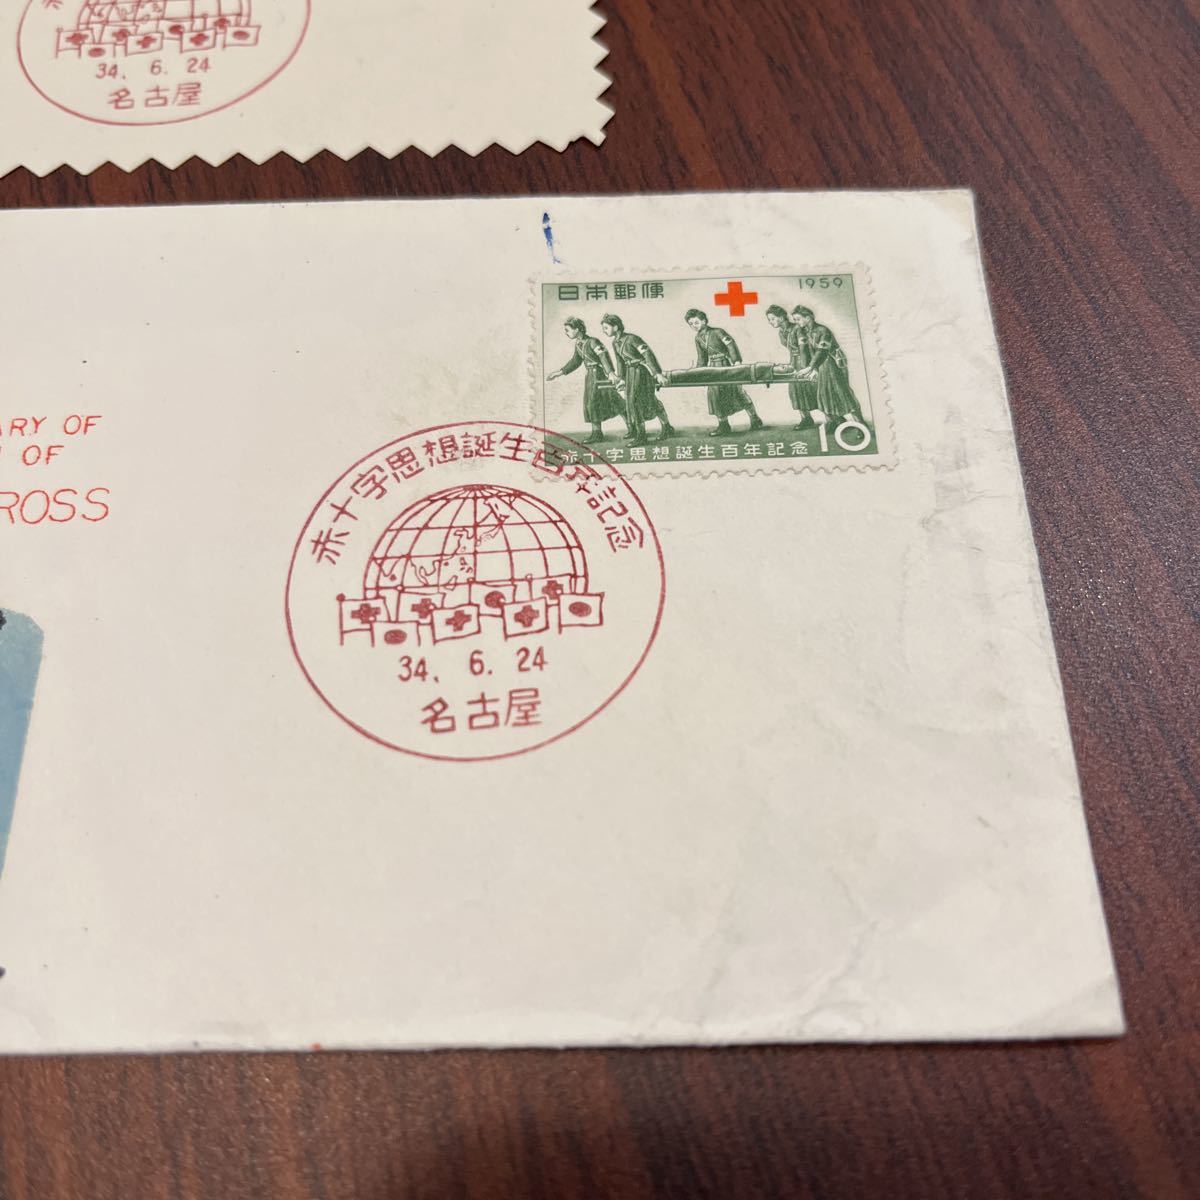 34. 6. 24
名古屋
日本郵便
1959
赤十字思想誕生百年記念 10
ARY OF
OF
ROSS
赤十字思想誕生百年記念
34. 6. 24
名古屋